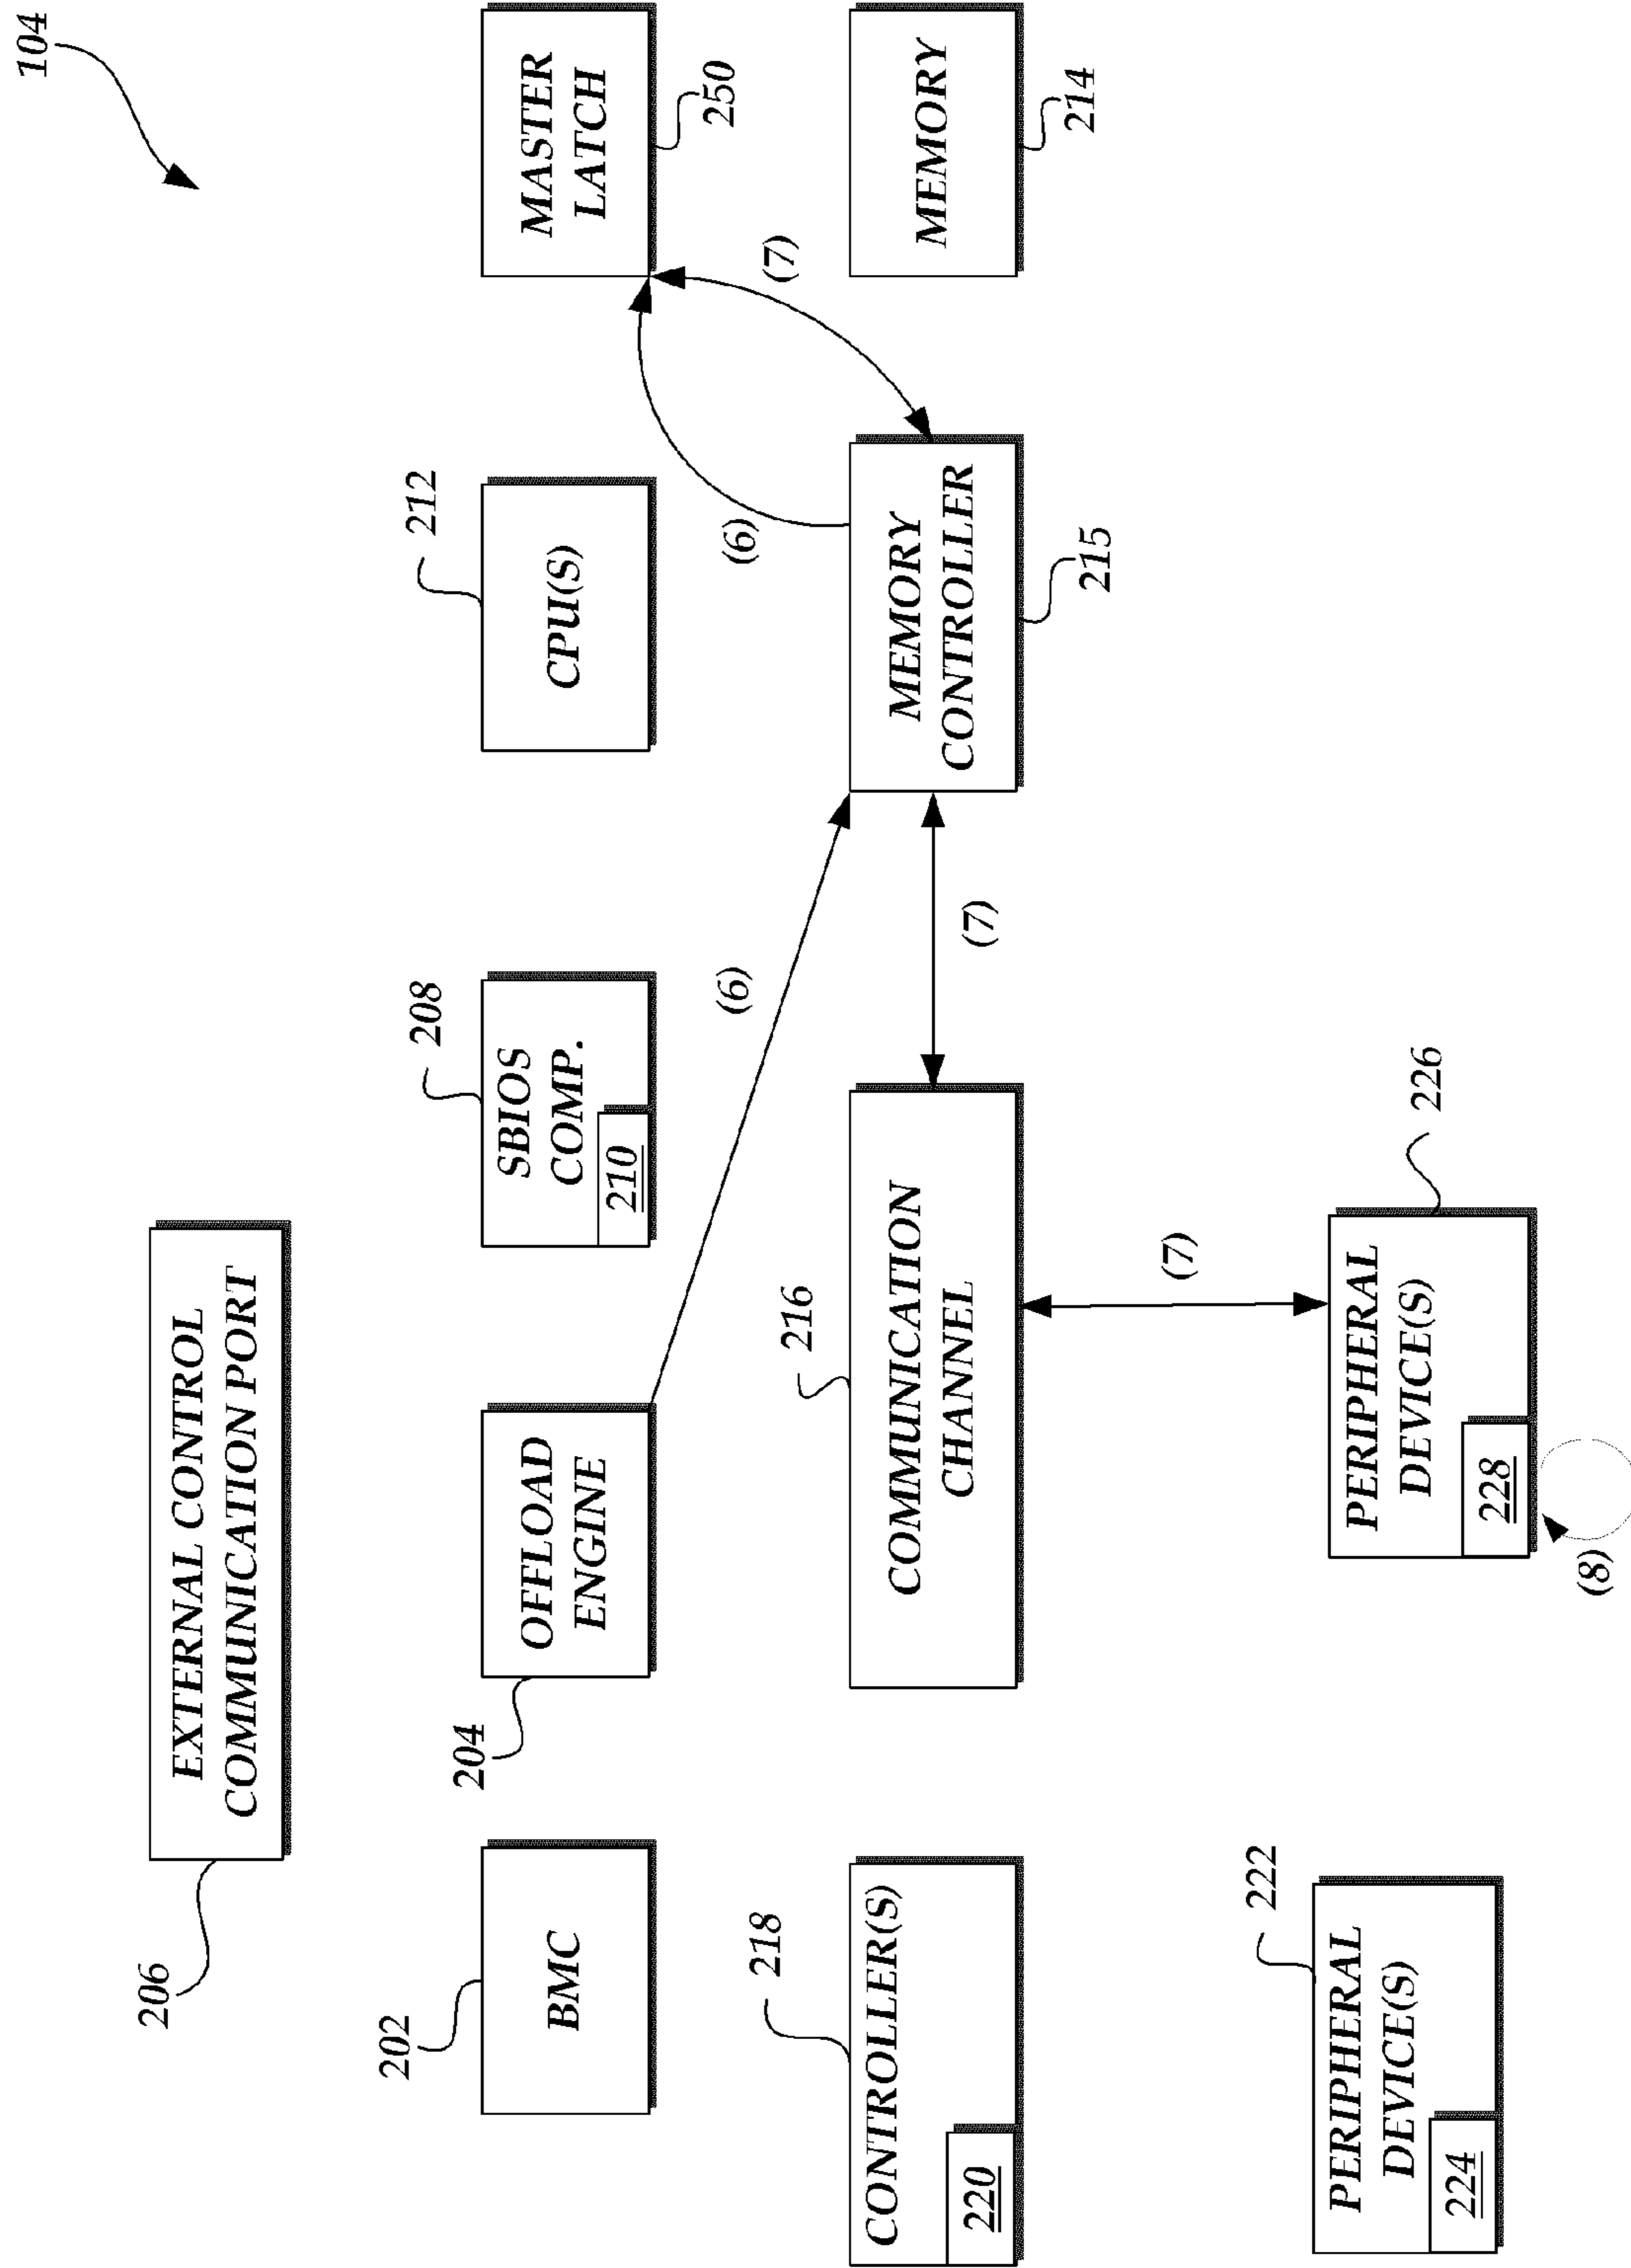 104
206
EXTERNAL CONTROL
COMMUNICATION PORT
202
BMC
204
OFFLOAD
ENGINE
208
SBIOS
COMP.
210
212
CPU(S)
MASTER
LATCH
250
(6)
(6)
(7)
218
CONTROLLER(S)
220
216
COMMUNICATION
CHANNEL
(7)
MEMORY
CONTROLLER
215
MEMORY
214
(7)
222
PERIPHERAL
DEVICE(S)
224
226
PERIPHERAL
DEVICE(S)
228
(8)